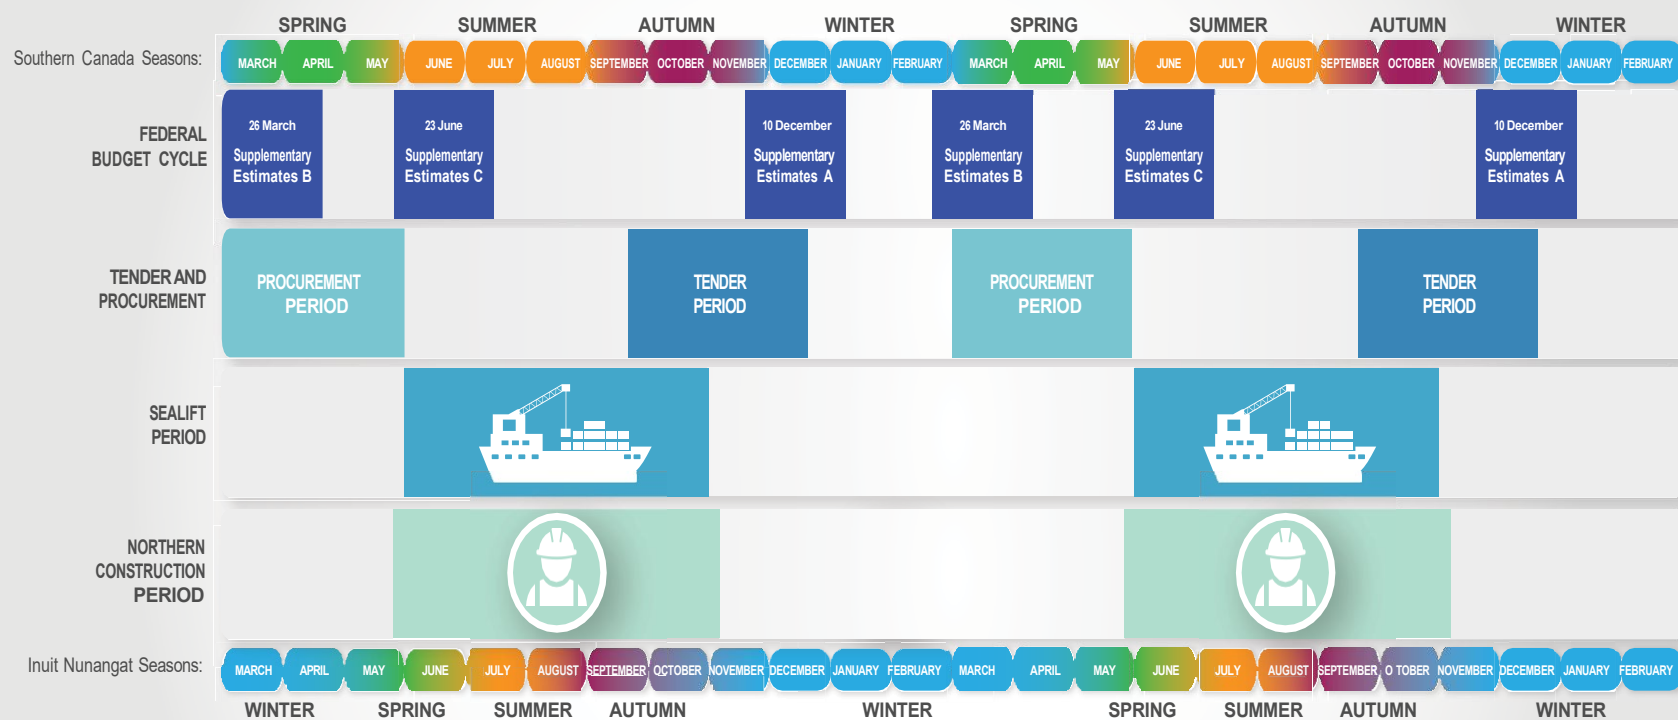 SPRING SUMMER AUTUMN WINTER SPRING SUMMER AUTUMN WINTER
Southern Canada Seasons: MARCH APRIL MAY JUNE JULY AUGUST SEPTEMBER OCTOBER NOVEMBER DECEMBER JANUARY FEBRUARY MARCH APRIL MAY JUNE JULY AUGUST SEPTEMBER OCTOBER NOVEMBER DECEMBER JANUARY FEBRUARY
FEDERAL
BUDGET CYCLE
26 March
Supplementary
Estimates B
23 June
Supplementary
Estimates C
10 December
Supplementary
Estimates A
26 March
Supplementary
Estimates B
23 June
Supplementary
Estimates C
10 December
Supplementary
Estimates A
TENDER AND
PROCUREMENT
PROCUREMENT
PERIOD
TENDER
PERIOD
PROCUREMENT
PERIOD
TENDER
PERIOD
SEALIFT
PERIOD
NORTHERN
CONSTRUCTION
PERIOD
Inuit Nunangat Seasons: MARCH APRIL MAY JUNE JULY AUGUST SEPTEMBER OCTOBER NOVEMBER DECEMBER JANUARY FEBRUARY MARCH APRIL MAY JUNE JULY AUGUST SEPTEMBER O TOBER NOVEMBER DECEMBER JANUARY FEBRUARY
WINTER SPRING SUMMER AUTUMN WINTER SPRING SUMMER AUTUMN WINTER